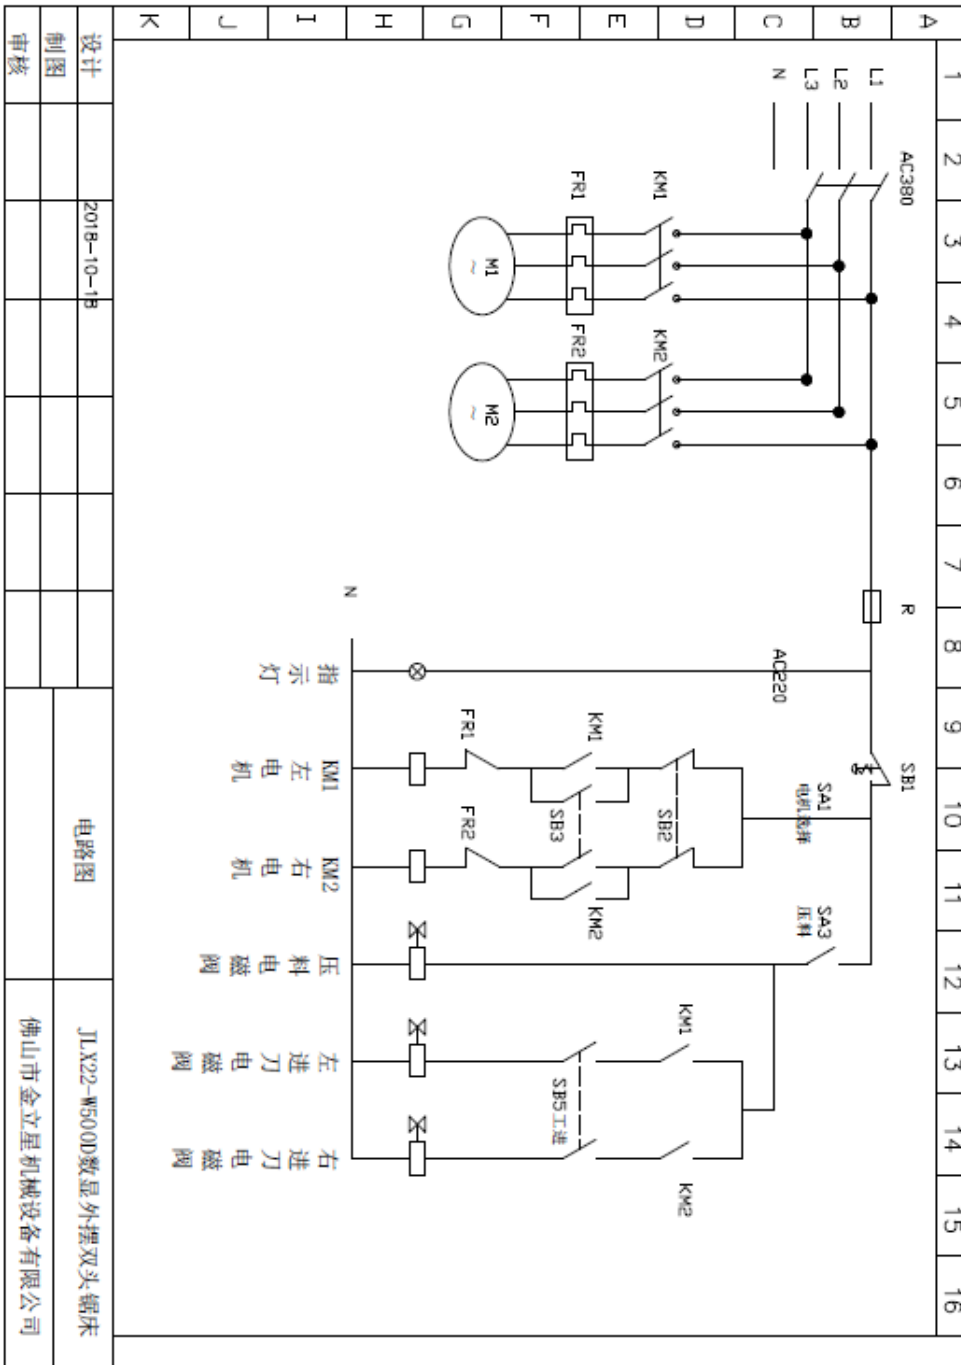 A B C D E F G H I J K
1 2 3 4 5 6 7 8 9 10 11 12 13 14 15 16
L1
L2
L3
N
AC380
KM1
FR1
M1
~
KM2
FR2
M2
~
R
AC220
N
SB1
SA1
电机选择
SA3
压料
SB2
KM1
SB3
KM2
FR1
FR2
KM1
SB5工进
KM2
指示灯
KM1
左电机
KM2
右电机
压料电磁阀
左进刀电磁阀
右进刀电磁阀
设计
制图
审核
2018-10-18
电路图
JLX22-W500D数显外摆双头锯床
佛山市金立星机械设备有限公司